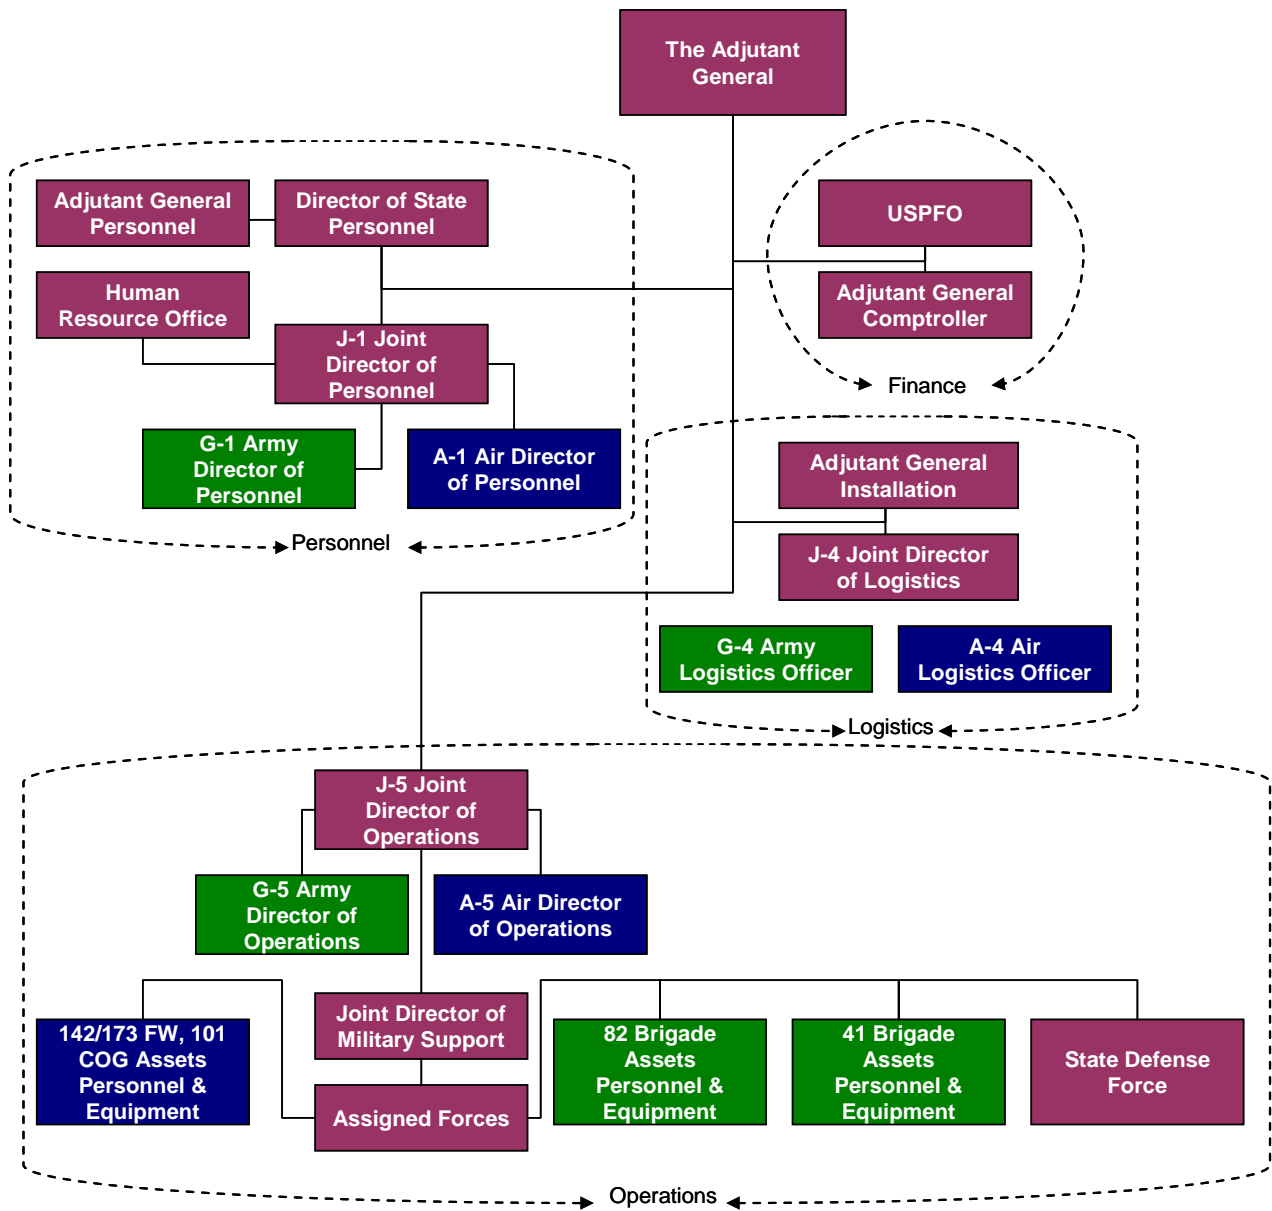 The Adjutant
General
Adjutant General
Personnel
Director of State
Personnel
USPFO
Human
Resource Office
Adjutant General
Comptroller
J-1 Joint
Director of
Personnel
Finance
G-1 Army
Director of
Personnel
A-1 Air Director
of Personnel
Adjutant General
Installation
Personnel
J-4 Joint Director
of Logistics
G-4 Army
Logistics Officer
A-4 Air
Logistics Officer
Logistics
J-5 Joint
Director of
Operations
G-5 Army
Director of
Operations
A-5 Air Director
of Operations
142/173 FW, 101
COG Assets
Personnel &
Equipment
Joint Director of
Military Support
82 Brigade
Assets
Personnel &
Equipment
41 Brigade
Assets
Personnel &
Equipment
State Defense
Force
Assigned Forces
Operations